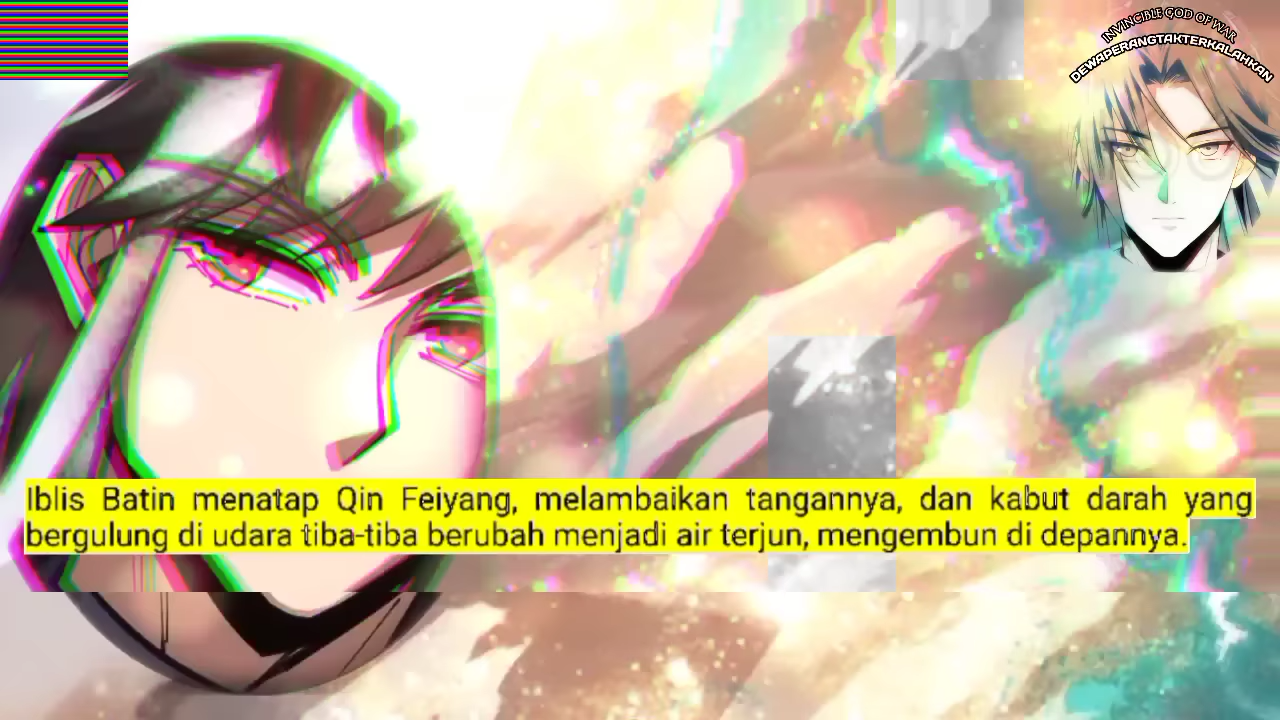 INVINCIBLE GOD OF WAR
DEWAPERANGTAKTERKALAHKAN
Iblis Batin menatap Qin Feiyang, melambaikan tangannya, dan kabut darah yang
bergulung di udara tiba-tiba berubah menjadi air terjun, mengembun di depannya.